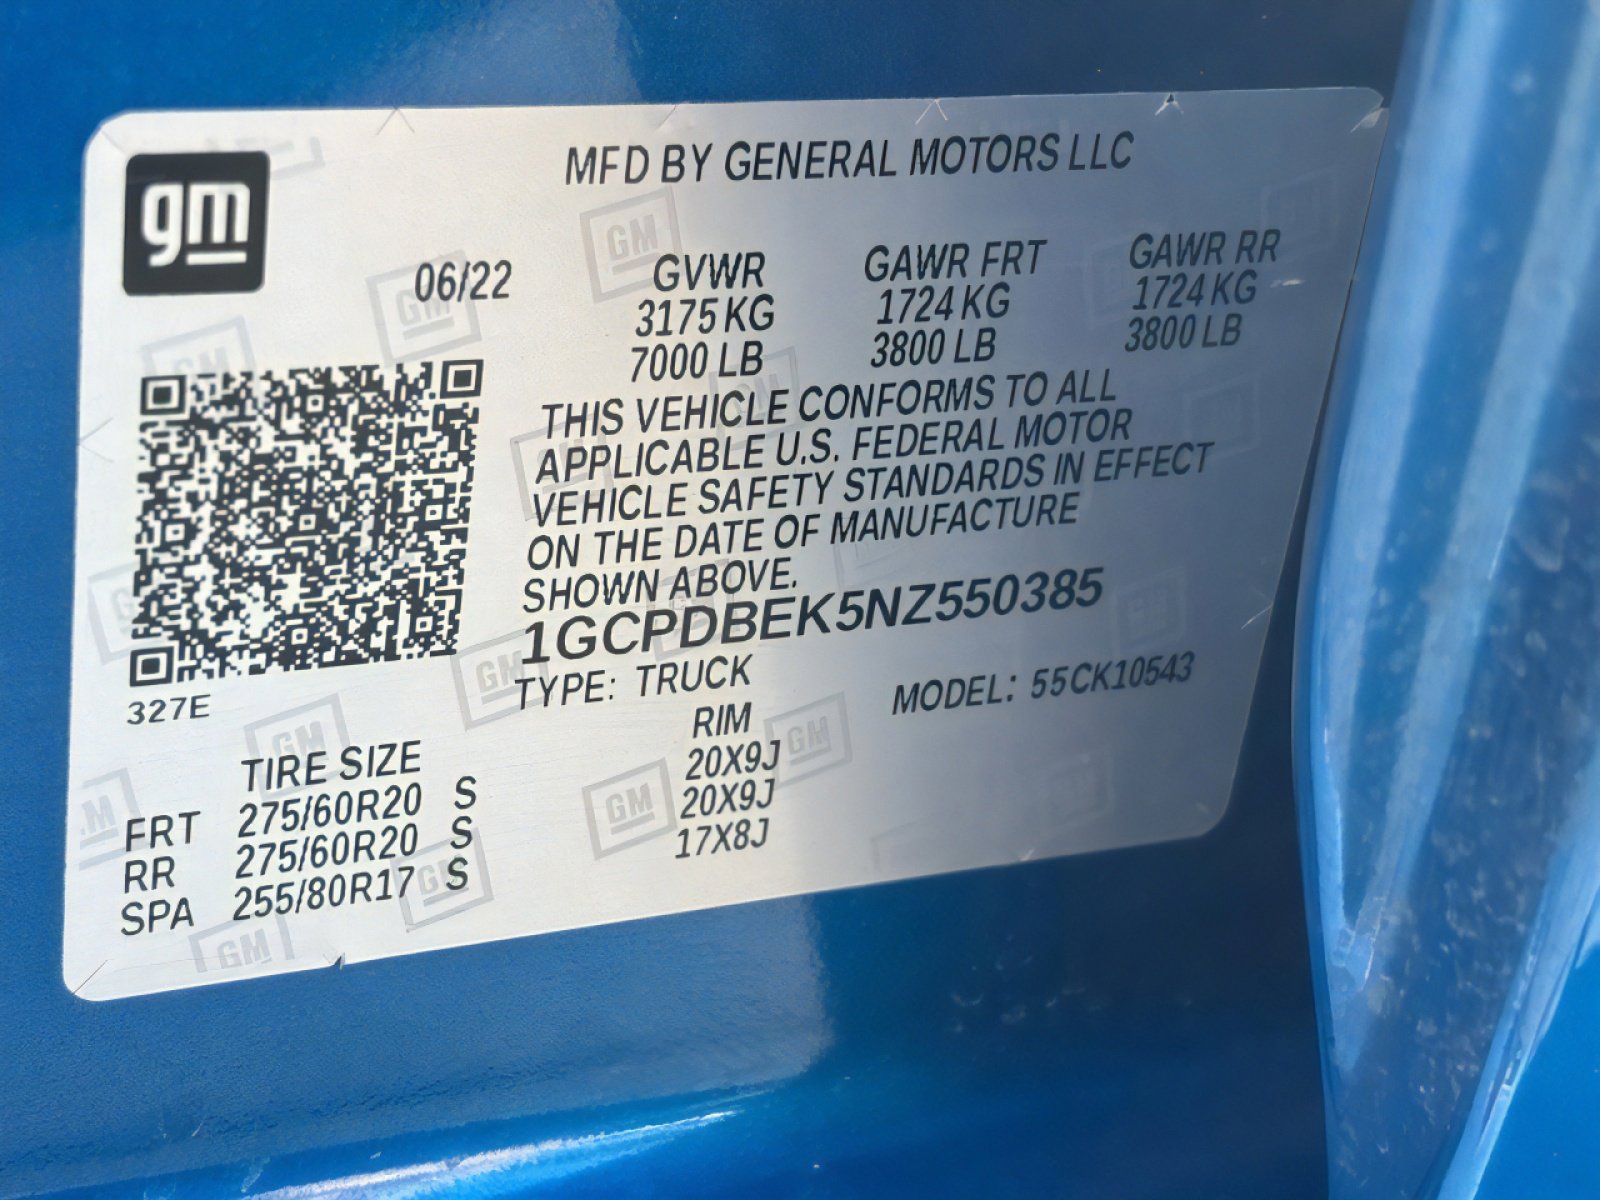 gm
MFD BY GENERAL MOTORS LLC
06/22 GVWR GAWR FRT GAWR RR
3175 KG 1724 KG 1724 KG
7000 LB 3800 LB 3800 LB
THIS VEHICLE CONFORMS TO ALL
APPLICABLE U.S. FEDERAL MOTOR
VEHICLE SAFETY STANDARDS IN EFFECT
ON THE DATE OF MANUFACTURE
SHOWN ABOVE.
1GCPDBEK5NZ550385
TYPE: TRUCK MODEL: 55CK10543
327E
TIRE SIZE RIM
FRT 275/60R20 S 20X9J
RR 275/60R20 S 20X9J
SPA 255/80R17 S 17X8J